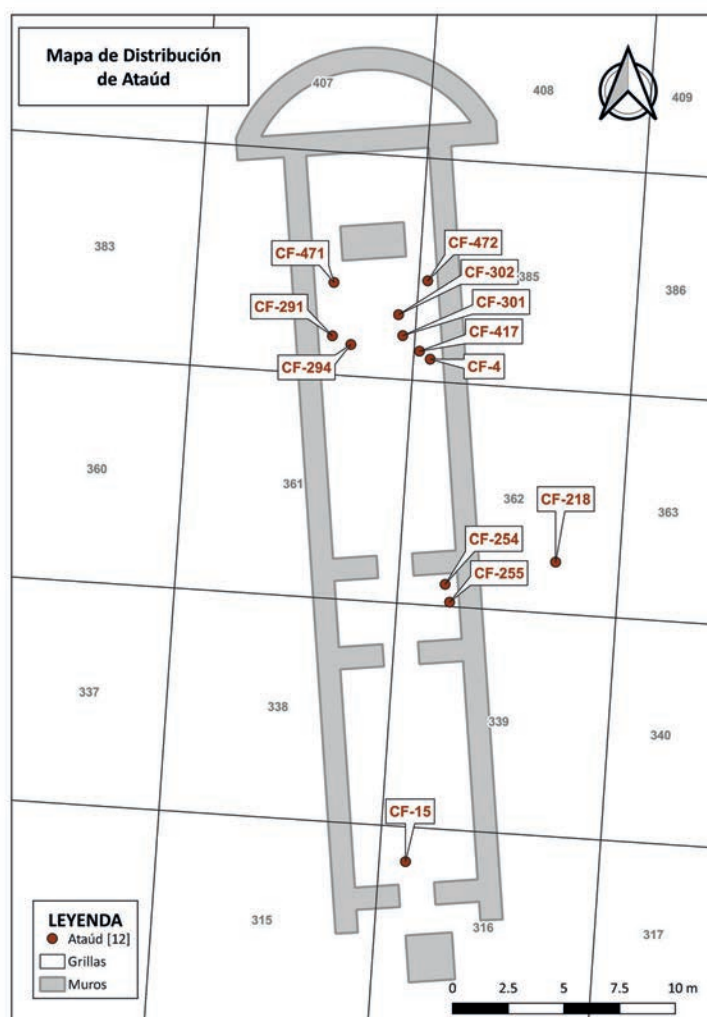 Mapa de Distribución
de Ataúd
407
408
409
383
CF-471
CF-472
CF-302
385
386
CF-291
CF-301
CF-417
CF-294
CF-4
360
361
362
CF-218
363
CF-254
CF-255
337
338
339
340
CF-15
LEYENDA
Ataúd [12]
Grillas
Muros
315
316
317
0 2.5 5 7.5 10 m